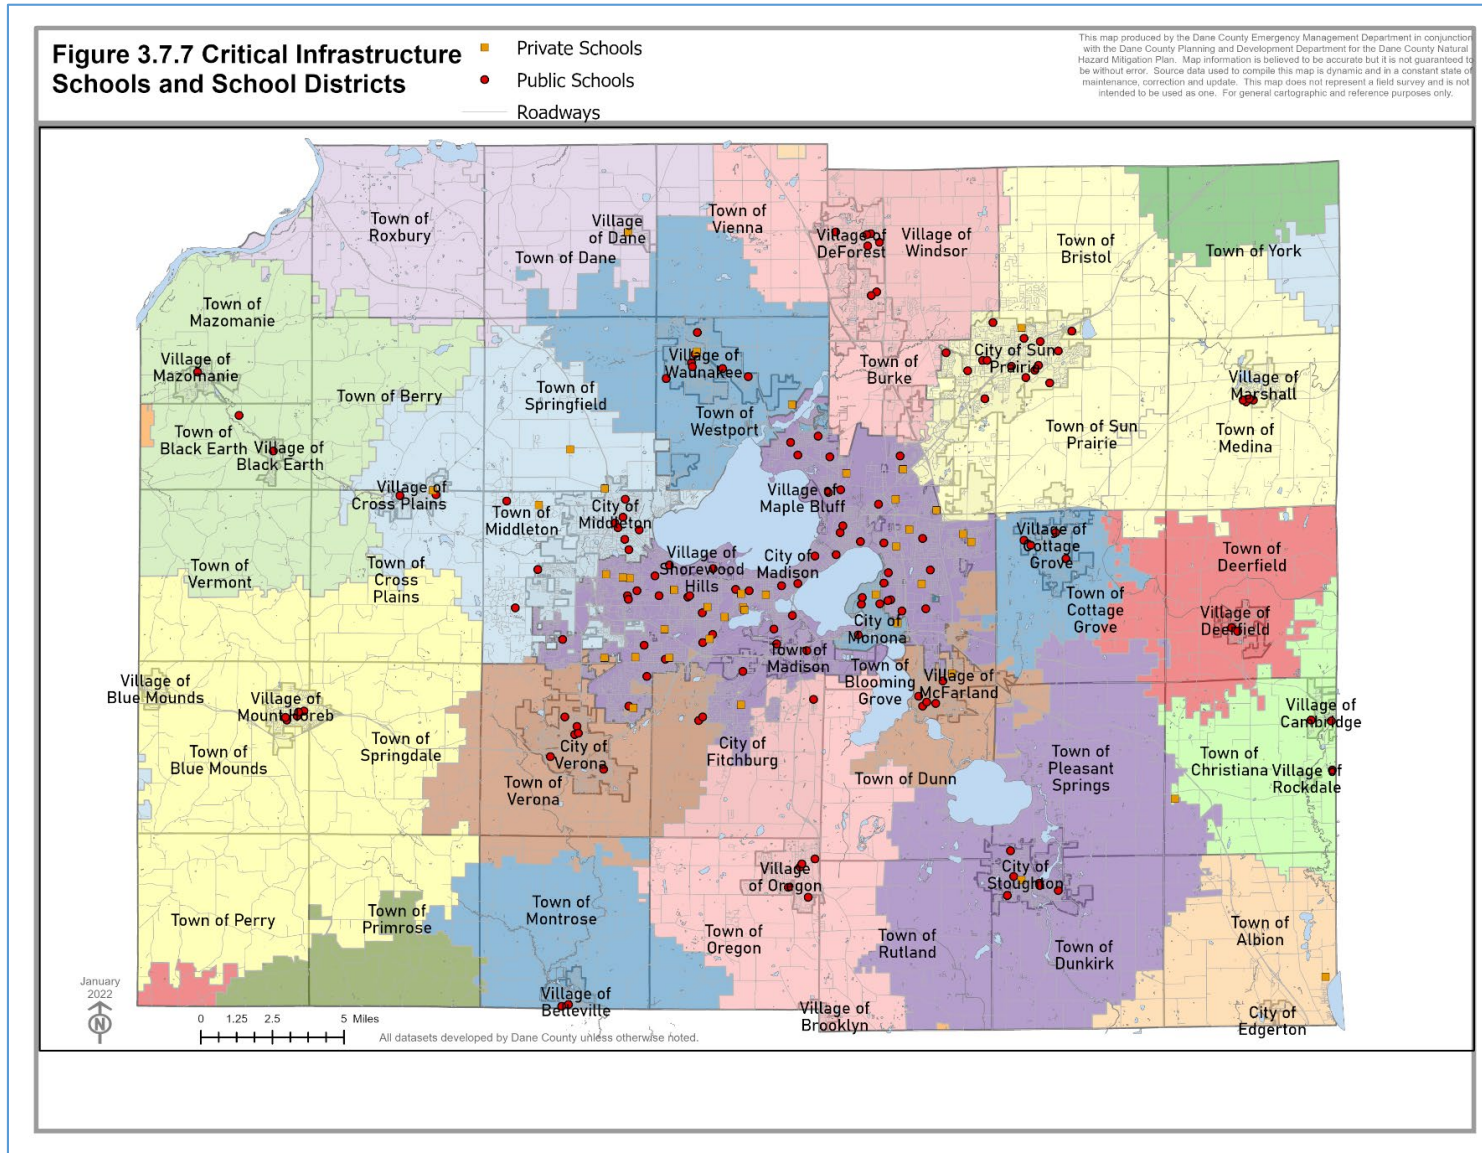 Figure 3.7.7 Critical Infrastructure
Schools and School Districts
Private Schools
Public Schools
Roadways
This map produced by the Dane County Emergency Management Department in conjunction
with the Dane County Planning and Development Department for the Dane County Natural
Hazard Mitigation Plan. Map information is believed to be accurate but it is not guaranteed to
be without error. Source data used to compile this map is dynamic and in a constant state of
maintenance, correction and update. This map does not represent a field survey and is not
intended to be used as one. For general cartographic and reference purposes only.
Town of
Roxbury
Village
of Dane
Town of Dane
Town of
Vienna
Village of
DeForest
Village of
Windsor
Town of
Bristol
Town of York
Town of
Mazomanie
Village of
Mazomanie
Town of Berry
Town of
Springfield
Village of
Waunakee
Town of
Westport
Town of
Burke
City of Sun
Prairie
Village of
Marshall
Town of
Black Earth
Village of
Black Earth
Town of Sun
Prairie
Town of
Medina
Village of
Cross Plains
Town of
Middleton
City of
Middleton
Village of
Maple Bluff
Town of
Vermont
Town of
Cross
Plains
Village of
Shorewood
Hills
City of
Madison
Village of
Cottage
Grove
Town of
Deerfield
Town of
Cottage
Grove
Village of
Deerfield
City of
Monona
Town of
Madison
Town of
Blooming
Grove
Village of
McFarland
Village of
Blue Mounds
Village of
Mount Horeb
Village of
Cambridge
Town of
Blue Mounds
Town of
Springdale
City of
Verona
Town of
Verona
City of
Fitchburg
Town of Dunn
Town of
Pleasant
Springs
Town of
Christiana
Village of
Rockdale
Village
of Oregon
City of
Stoughton
Town of Perry
Town of
Primrose
Town of
Montrose
Town of
Oregon
Town of
Rutland
Town of
Dunkirk
Town of
Albion
Village of
Belleville
Village of
Brooklyn
City of
Edgerton
January
2022
N
0 1.25 2.5 5 Miles
All datasets developed by Dane County unless otherwise noted.